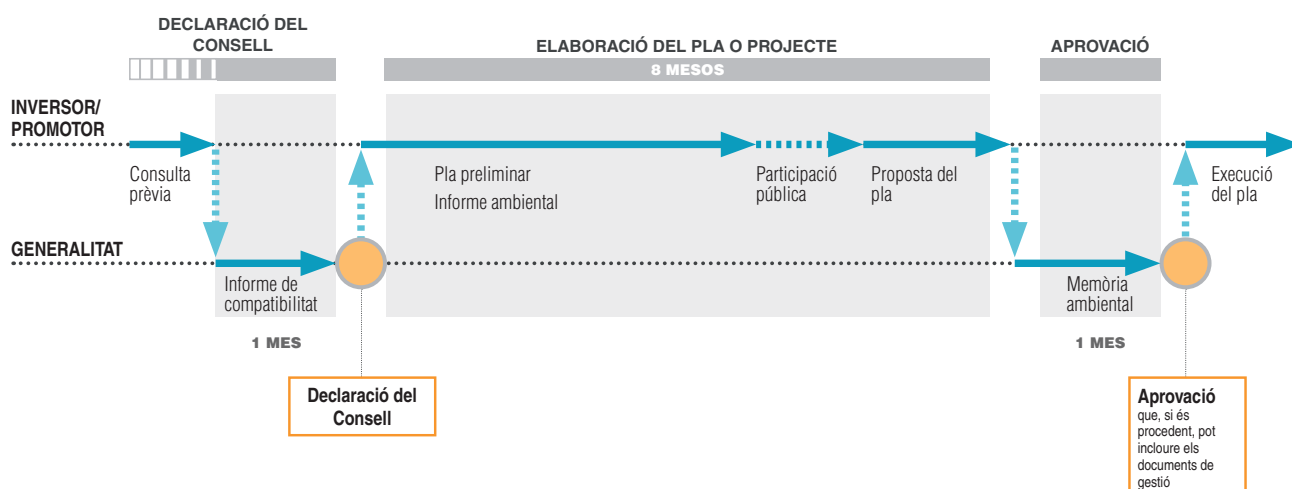 DECLARACIÓ DEL
CONSELL
ELABORACIÓ DEL PLA O PROJECTE
APROVACIÓ
8 MESOS
INVERSOR/
PROMOTOR
Consulta
prèvia
Pla preliminar
Informe ambiental
Participació
pública
Proposta del
pla
Execució
del pla
GENERALITAT
Informe de
compatibilitat
Memòria
ambiental
1 MES
1 MES
Declaració del
Consell
Aprovació
que, si és
procedent, pot
incloure els
documents de
gestió